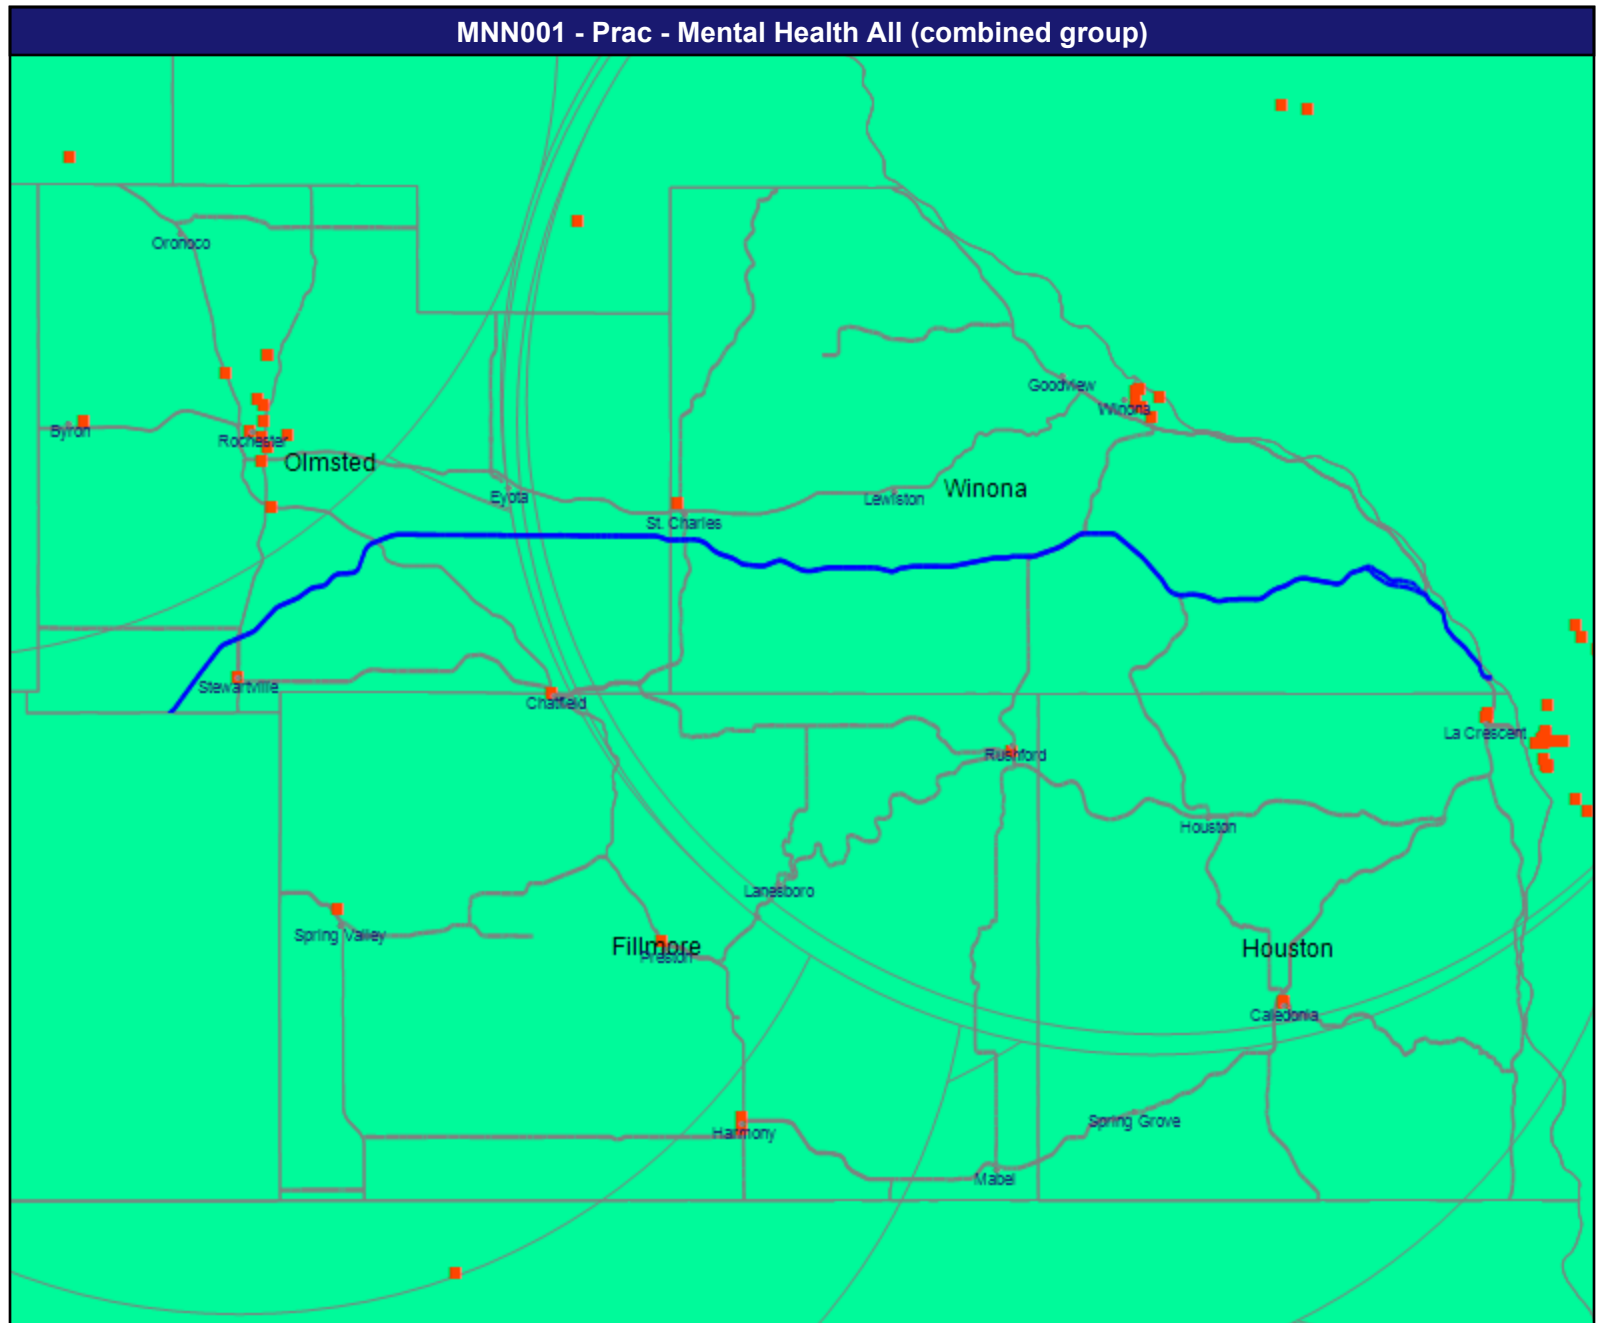 MNN001 - Prac - Mental Health All (combined group)
Oronoco
Goodview
Winona
Byron
Rochester
Olmsted
Eyota
Lewiston
Winona
St. Charles
Stewartville
Chatfield
La Crescent
Rushford
Houston
Lanesboro
Spring Valley
Fillmore
Preston
Houston
Caledonia
Spring Grove
Harmony
Mabel